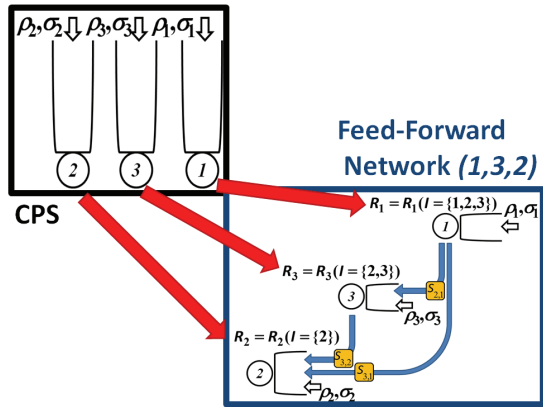 ρ₂,σ₂ ρ₃,σ₃ ρ₁,σ₁
2 3 1
CPS
Feed-Forward
Network (1,3,2)
R₁ = R₁(I = {1,2,3})
ρ₁,σ₁
1
R₃ = R₃(I = {2,3})
S₂,₁
3
ρ₃,σ₃
R₂ = R₂(I = {2})
S₃,₂
2
S₃,₁
ρ₂,σ₂